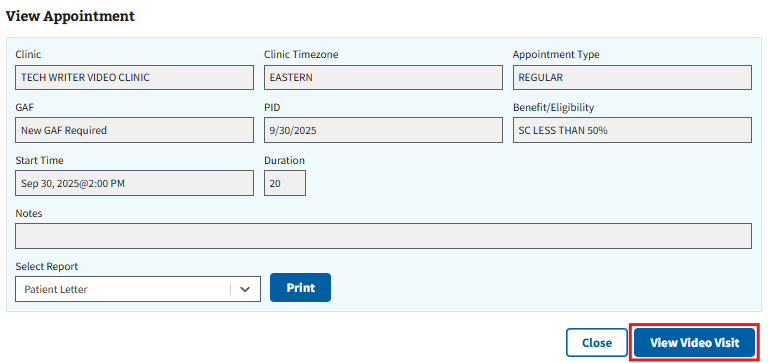 View Appointment
Clinic Clinic Timezone Appointment Type
TECH WRITER VIDEO CLINIC EASTERN REGULAR
GAF PID Benefit/Eligibility
New GAF Required 9/30/2025 SC LESS THAN 50%
Start Time Duration
Sep 30, 2025@2:00 PM 20
Notes
Select Report
Patient Letter Print
Close View Video Visit